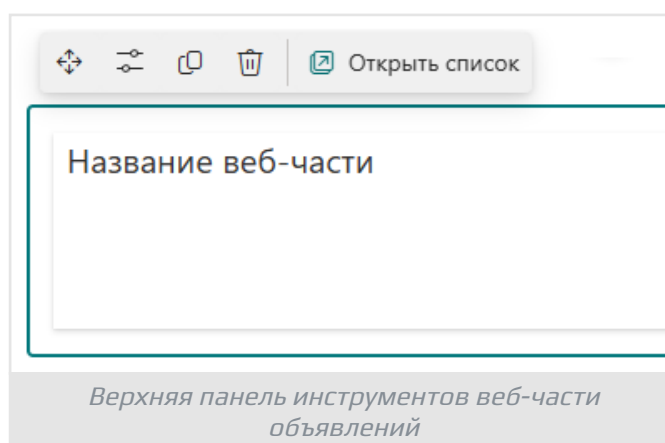 Открыть список
Название веб-части
Верхняя панель инструментов веб-части
объявлений